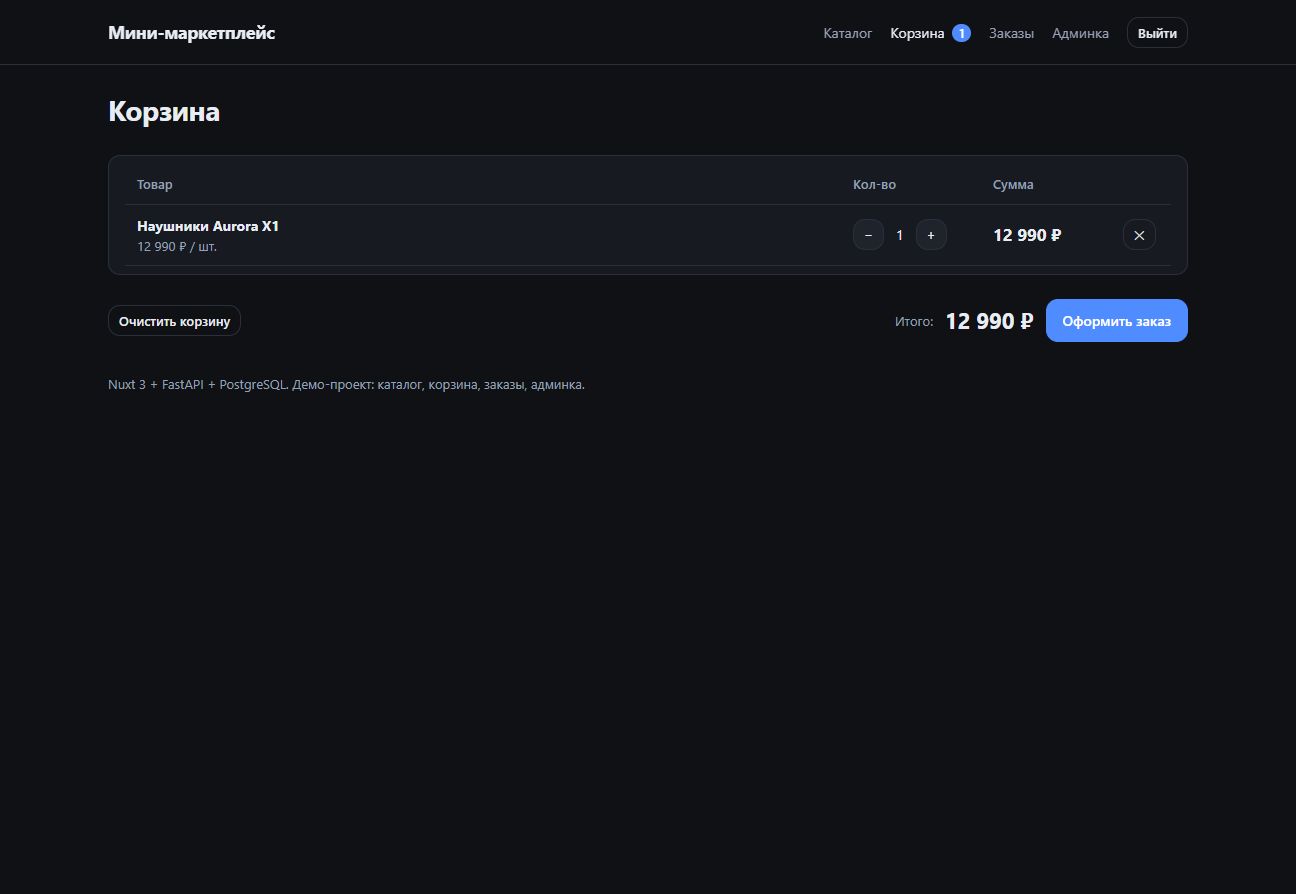 Мини-маркетплейс
Каталог Корзина 1 Заказы Админка Выйти
Корзина
Товар Кол-во Сумма
Наушники Aurora X1
12 990 ₽ / шт.
− 1 + 12 990 ₽ ✕
Очистить корзину Итого: 12 990 ₽ Оформить заказ
Nuxt 3 + FastAPI + PostgreSQL. Демо-проект: каталог, корзина, заказы, админка.